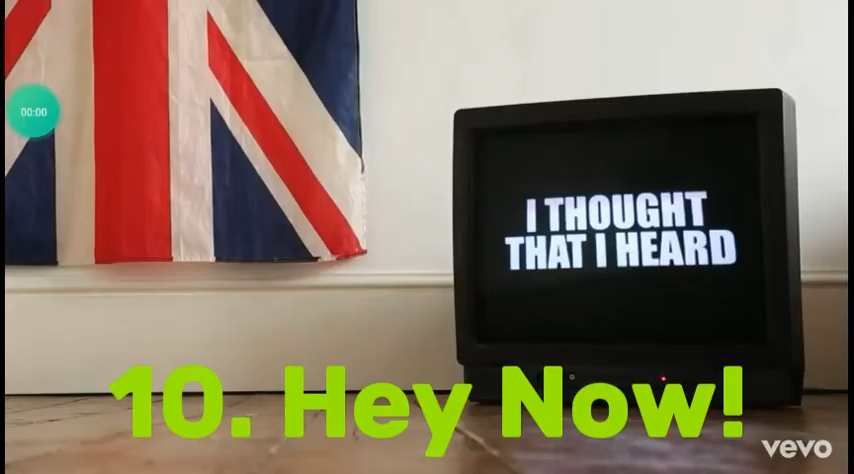 00:00
I THOUGHT
THAT I HEARD
10. Hey Now!
vevo